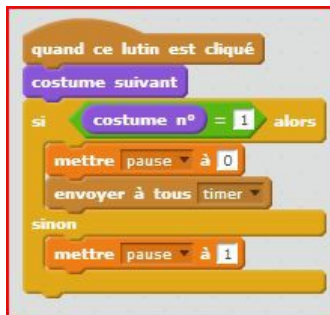 quand ce lutin est cliqué
costume suivant
si costume nº = 1 alors
mettre pause à 0
envoyer à tous timer
sinon
mettre pause à 1